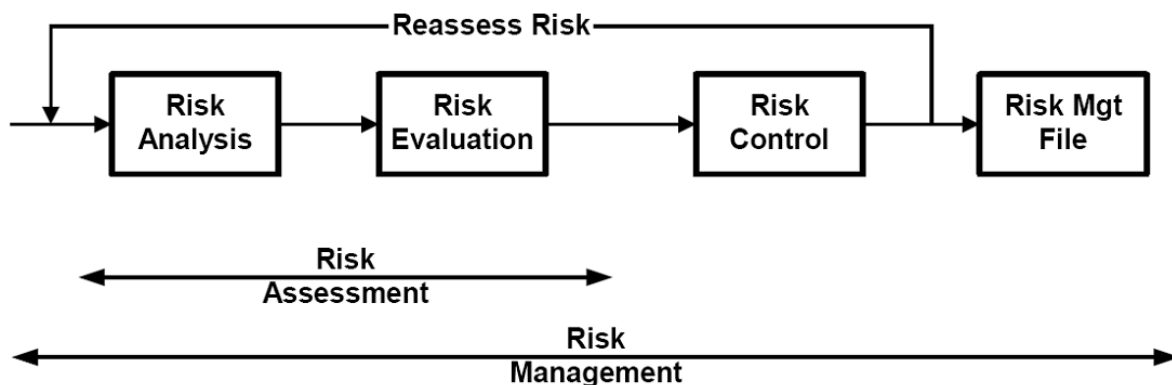 Reassess Risk
Risk
Analysis
Risk
Evaluation
Risk
Control
Risk Mgt
File
Risk
Assessment
Risk
Management